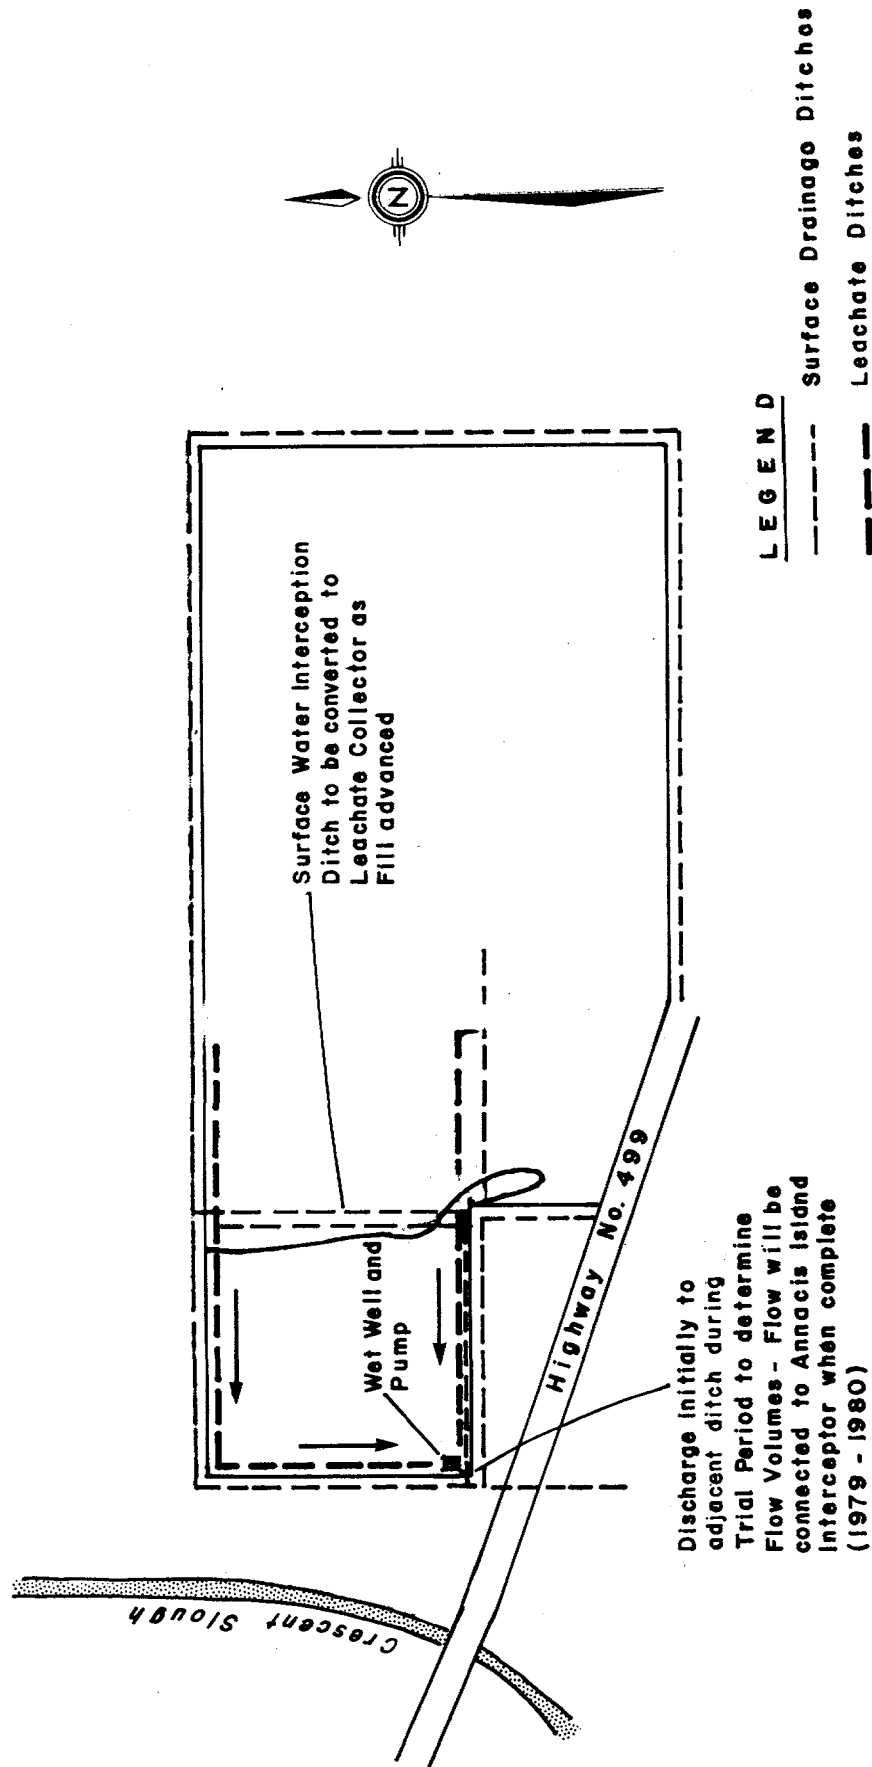 N
Surface Water Interception
Ditch to be converted to
Leachate Collector as
Fill advanced
Wet Well and
Pump
Crescent Slough
Highway No. 499
Discharge initially to
adjacent ditch during
Trial Period to determine
Flow Volumes - Flow will be
connected to Annacis Island
Interceptor when complete
(1979 - 1980)
LEGEND
Surface Drainage Ditches
Leachate Ditches